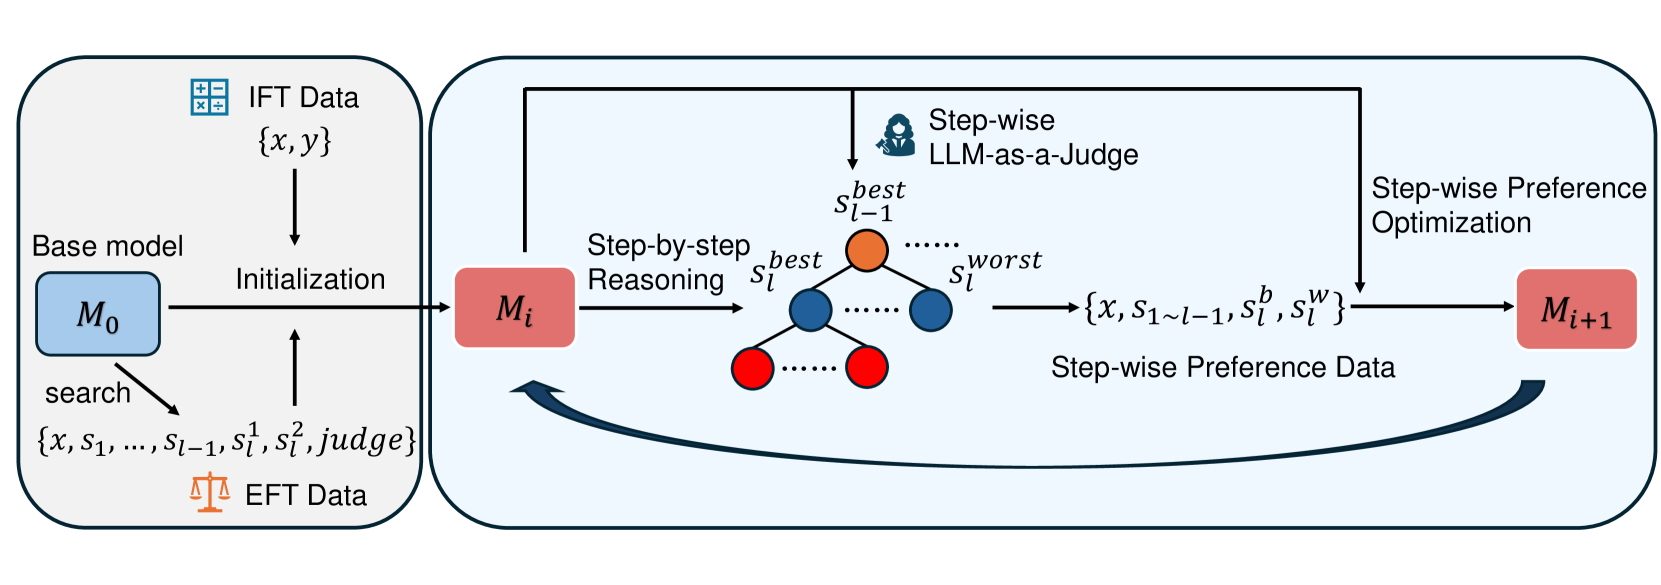 IFT Data
{x, y}
Base model
M_0
Initialization
search
{x, s_1, ..., s_{l-1}, s_l^1, s_l^2, judge}
EFT Data
M_i
Step-by-step
Reasoning
Step-wise
LLM-as-a-Judge
s_{l-1}^{best}
......
s_l^{best}
s_l^{worst}
......
......
{x, s_{1~l-1}, s_l^b, s_l^w}
Step-wise Preference Data
Step-wise Preference
Optimization
M_{i+1}